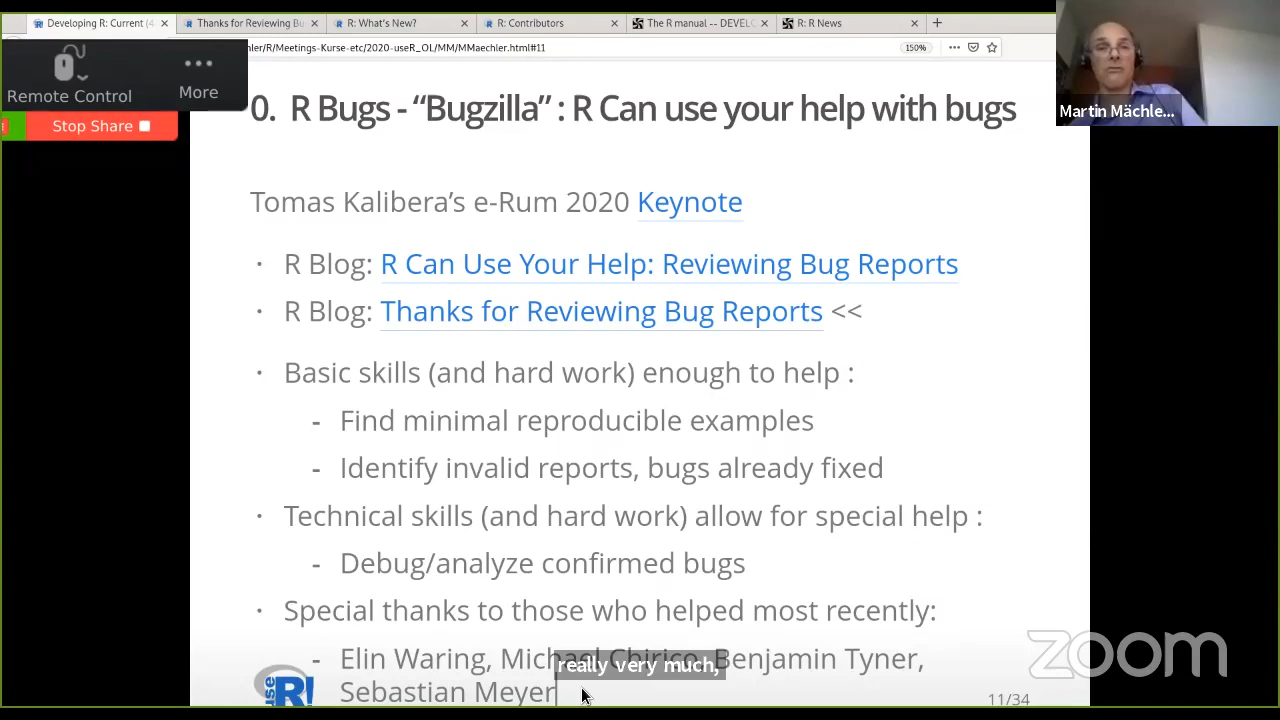 Developing R: Current (4
Thanks for Reviewing Bu
R: What's New?
R: Contributors
The R manual -- DEVEL
R: R News
hler/R/Meetings-Kurse-etc/2020-useR_OL/MM/MMaechler.html#11
150%
Remote Control
More
Stop Share
Martin Mächle...
0. R Bugs - “Bugzilla” : R Can use your help with bugs
Tomas Kalibera’s e-Rum 2020 Keynote
· R Blog: R Can Use Your Help: Reviewing Bug Reports
· R Blog: Thanks for Reviewing Bug Reports <<
· Basic skills (and hard work) enough to help :
- Find minimal reproducible examples
- Identify invalid reports, bugs already fixed
· Technical skills (and hard work) allow for special help :
- Debug/analyze confirmed bugs
· Special thanks to those who helped most recently:
- Elin Waring, Michael Chirico, Benjamin Tyner,
really very much,
Sebastian Meyer
use R!
11/34
zoom